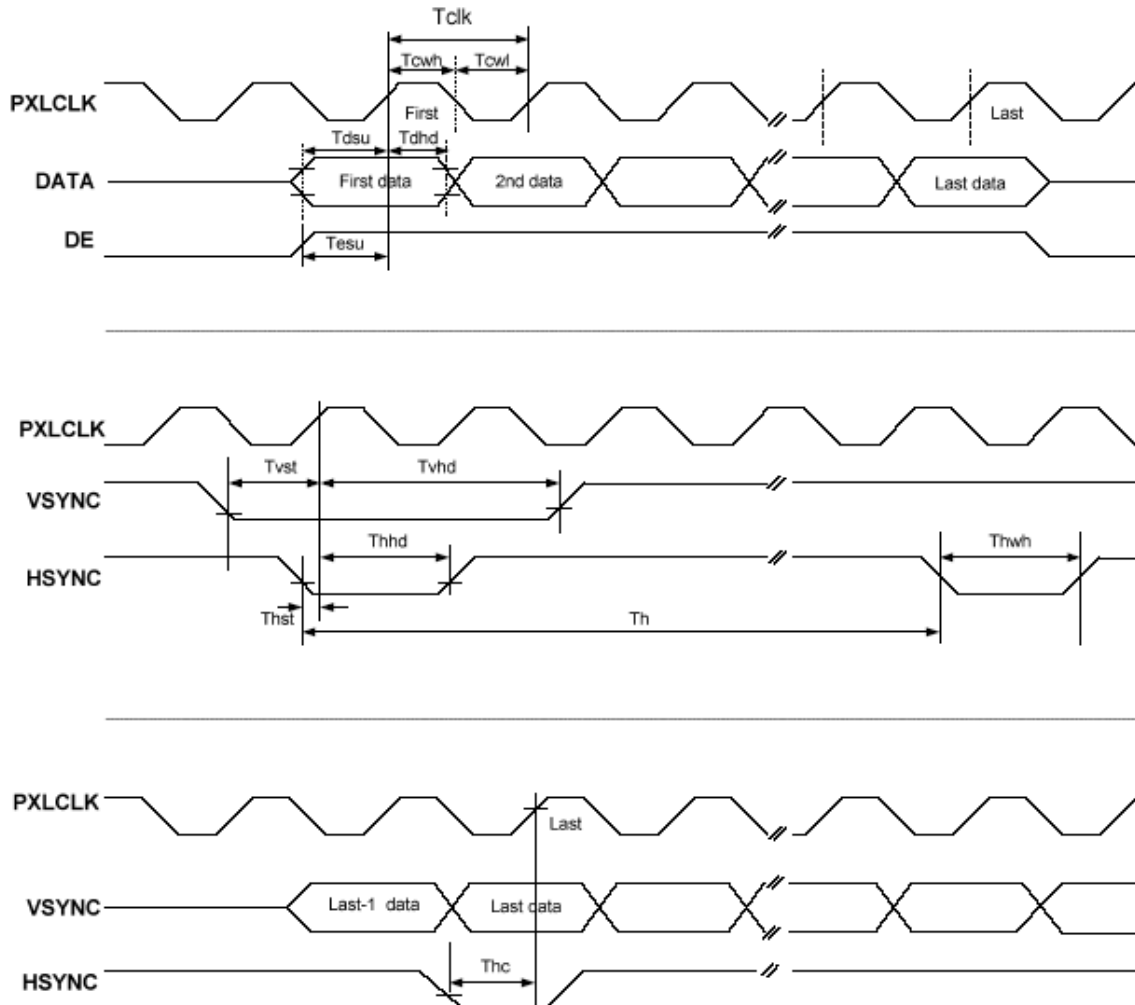 Tclk
Tcwh Tcwl
PXLCLK First Last
Tdsu Tdhd
DATA First data 2nd data Last data
DE Tesu
PXLCLK
Tvst Tvhd
VSYNC
Thhd Thwh
HSYNC
Thst Th
PXLCLK Last
VSYNC Last-1 data Last data
Thc
HSYNC